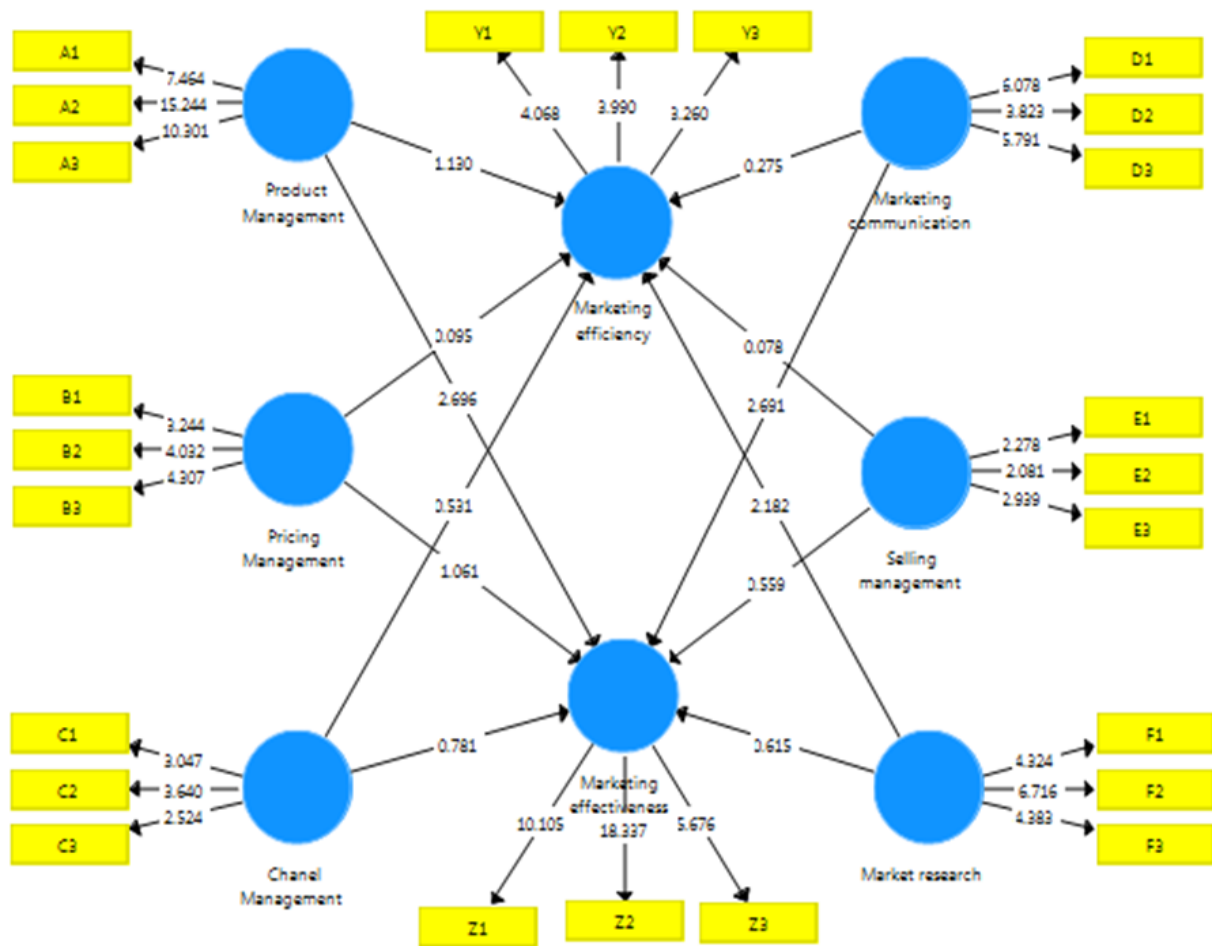 Y1
Y2
Y3
A1
A2
A3
7.464
15.244
10.301
Product
Management
4.068
3.990
3.260
D1
D2
D3
6.078
3.823
5.791
Marketing
communication
1.130
0.275
Marketing
efficiency
0.095
0.078
2.696
2.691
B1
B2
B3
3.244
4.032
4.307
Pricing
Management
E1
E2
E3
2.278
2.081
2.939
Selling
management
0.531
2.182
1.061
0.559
C1
C2
C3
3.047
3.640
2.524
Chanel
Management
0.781
0.615
Marketing
effectiveness
10.105
18.337
5.676
F1
F2
F3
4.324
6.716
4.383
Market research
Z1
Z2
Z3